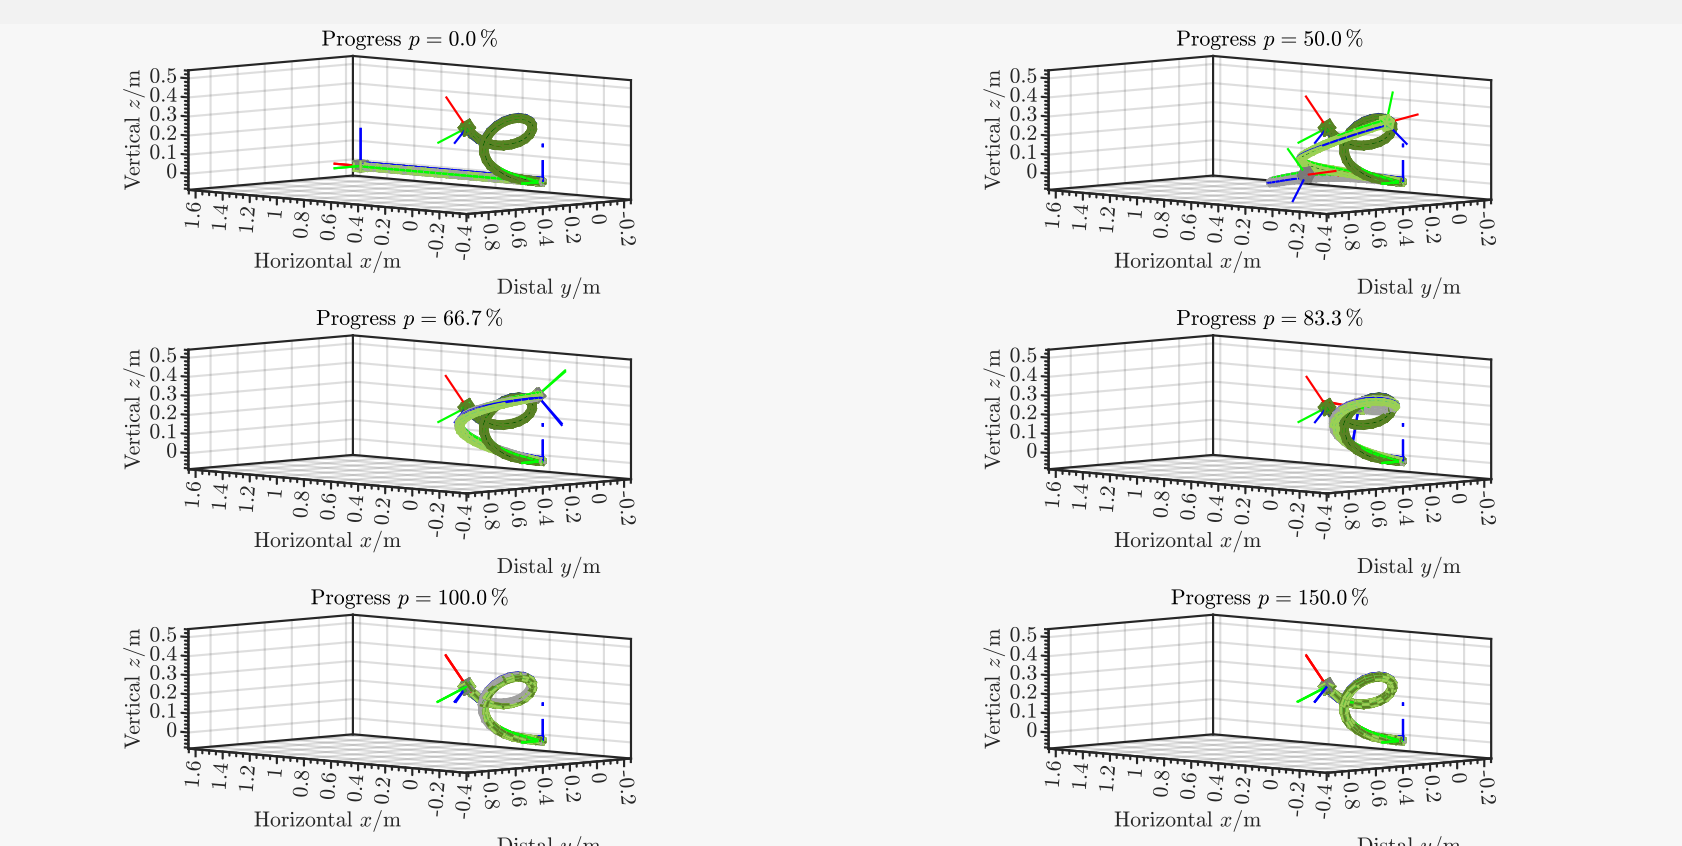 Progress p = 0.0 %
Vertical z/m
0.5
0.4
0.3
0.2
0.1
0
1.6 1.4 1.2 1 0.8 0.6 0.4 0.2 0 -0.2 -0.4
0.8 0.6 0.4 0.2 0 -0.2
Horizontal x/m
Distal y/m
Progress p = 50.0 %
Vertical z/m
0.5
0.4
0.3
0.2
0.1
0
1.6 1.4 1.2 1 0.8 0.6 0.4 0.2 0 -0.2 -0.4
0.8 0.6 0.4 0.2 0 -0.2
Horizontal x/m
Distal y/m
Progress p = 66.7 %
Vertical z/m
0.5
0.4
0.3
0.2
0.1
0
1.6 1.4 1.2 1 0.8 0.6 0.4 0.2 0 -0.2 -0.4
0.8 0.6 0.4 0.2 0 -0.2
Horizontal x/m
Distal y/m
Progress p = 83.3 %
Vertical z/m
0.5
0.4
0.3
0.2
0.1
0
1.6 1.4 1.2 1 0.8 0.6 0.4 0.2 0 -0.2 -0.4
0.8 0.6 0.4 0.2 0 -0.2
Horizontal x/m
Distal y/m
Progress p = 100.0 %
Vertical z/m
0.5
0.4
0.3
0.2
0.1
0
1.6 1.4 1.2 1 0.8 0.6 0.4 0.2 0 -0.2 -0.4
0.8 0.6 0.4 0.2 0 -0.2
Horizontal x/m
Distal y/m
Progress p = 150.0 %
Vertical z/m
0.5
0.4
0.3
0.2
0.1
0
1.6 1.4 1.2 1 0.8 0.6 0.4 0.2 0 -0.2 -0.4
0.8 0.6 0.4 0.2 0 -0.2
Horizontal x/m
Distal y/m